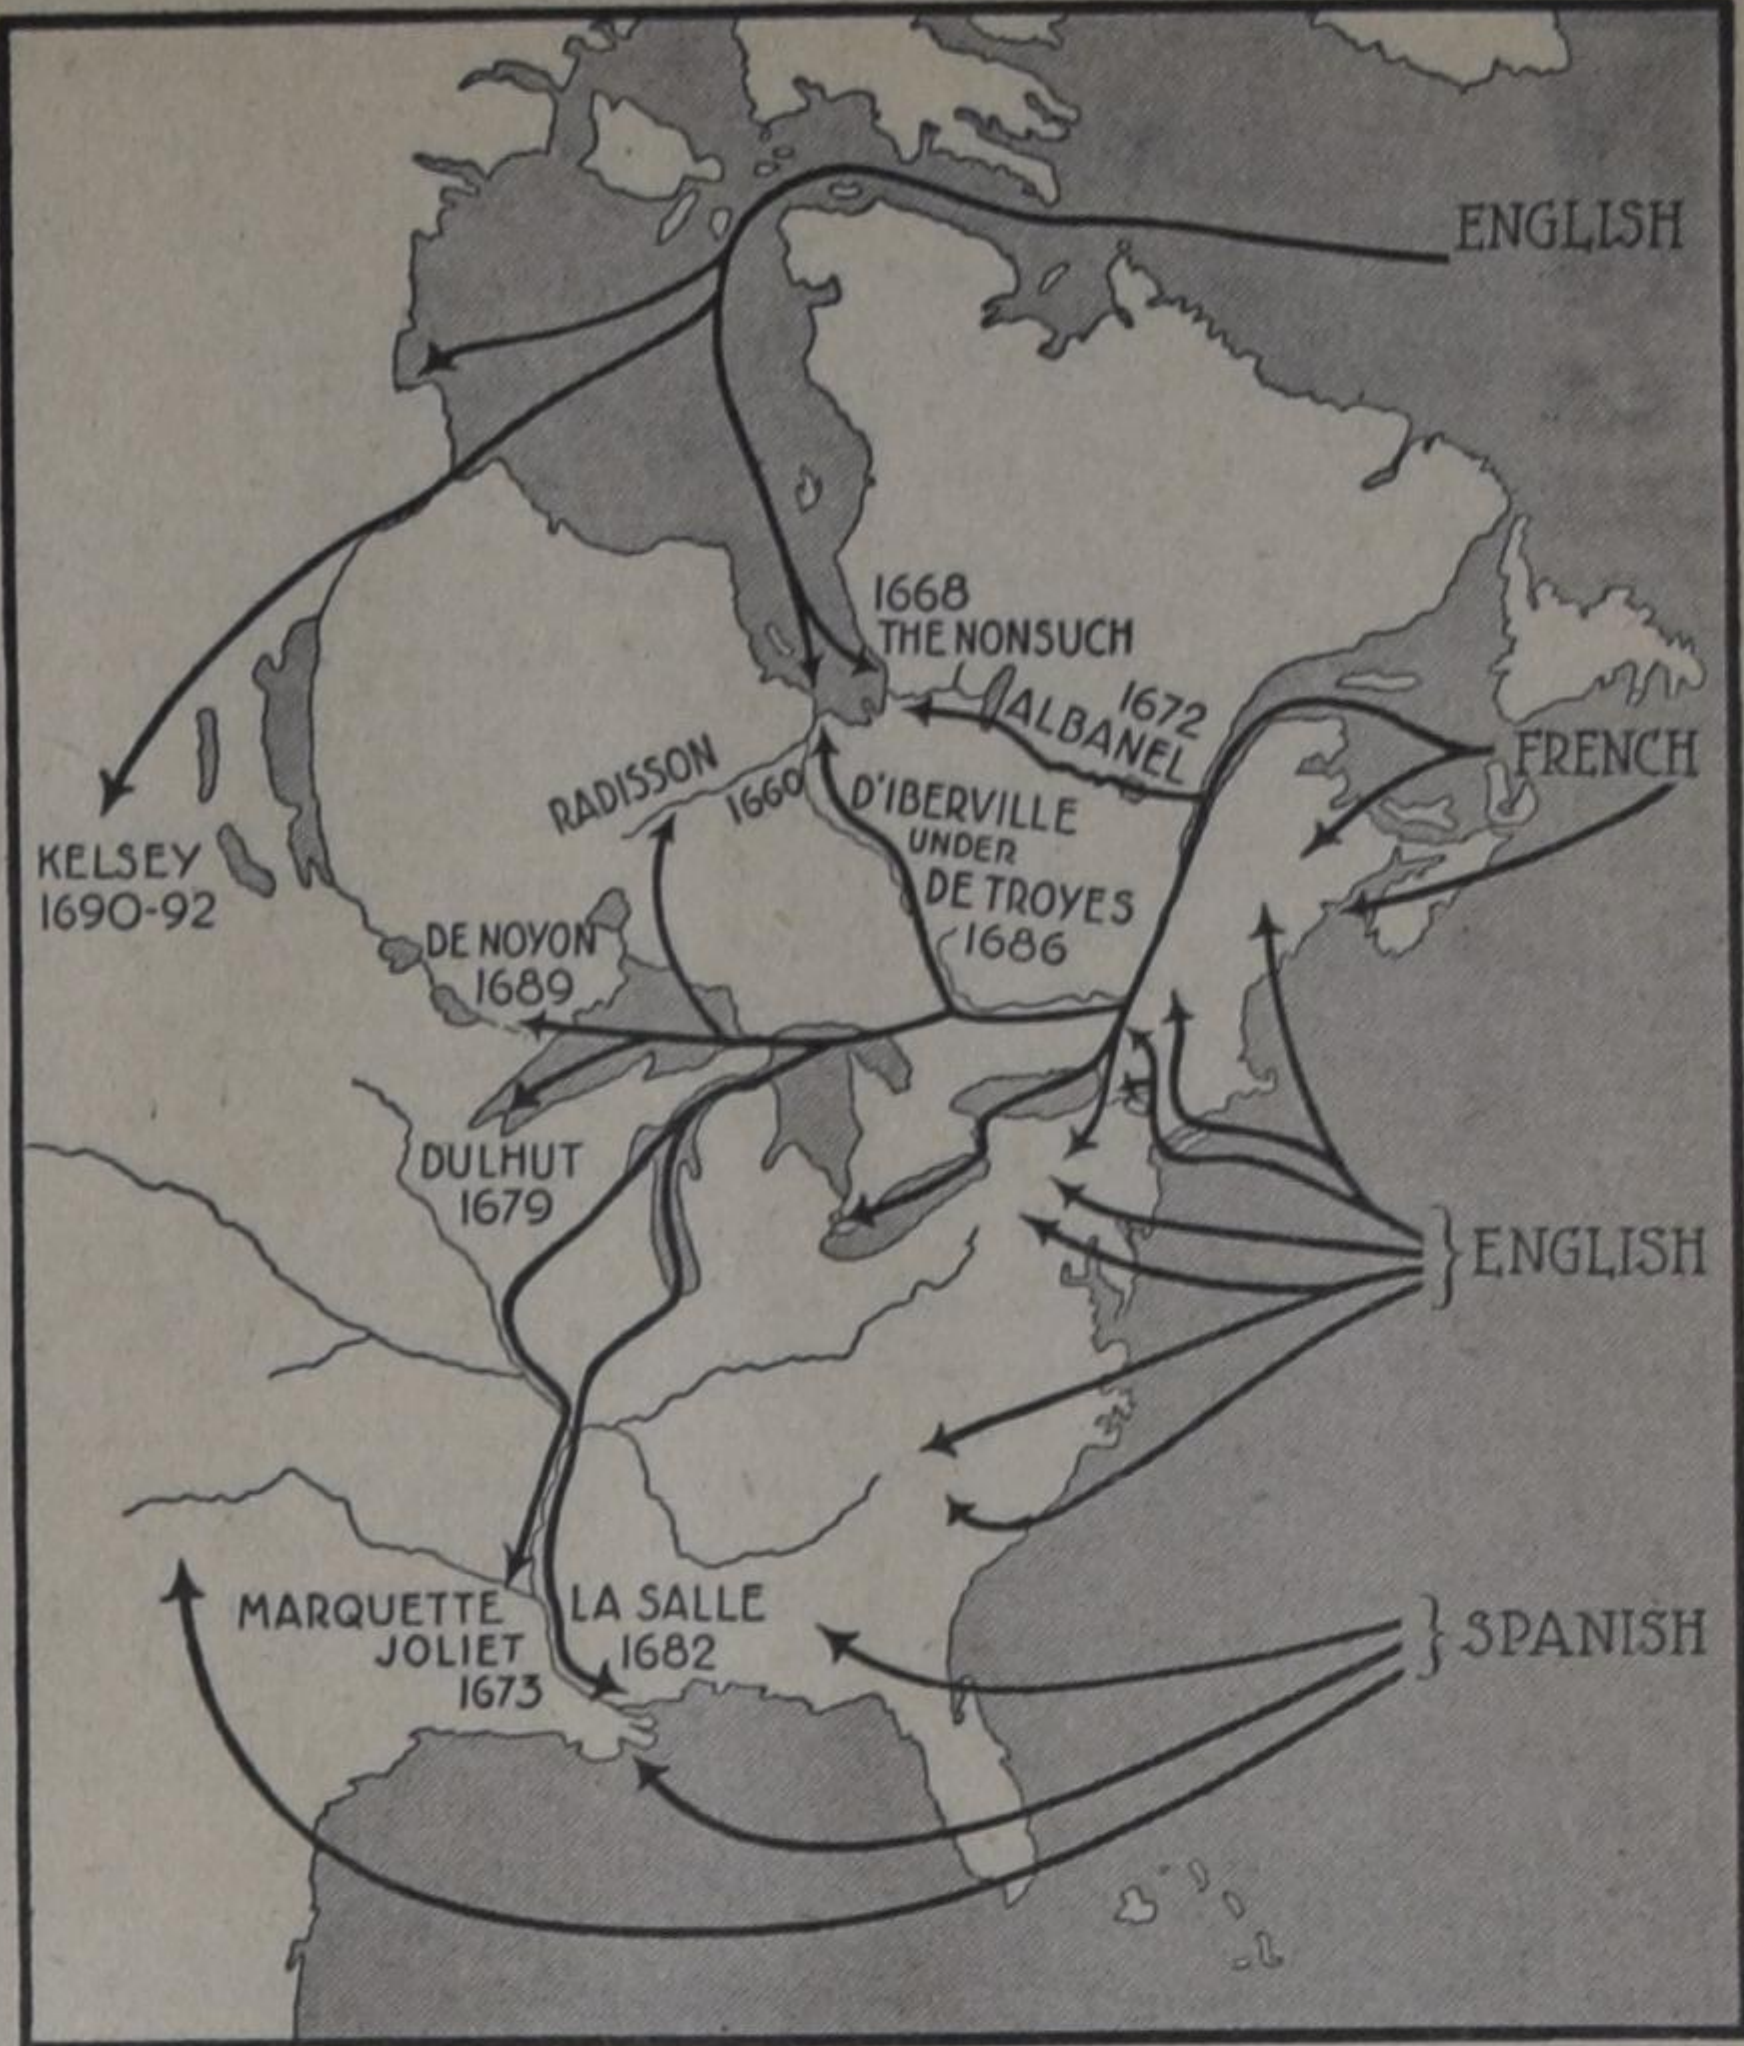 ENGLISH
1668
THE NONSUCH
1672
ALBANEL
FRENCH
RADISSON
1660
D'IBERVILLE
UNDER
DE TROYES
1686
KELSEY
1690-92
DE NOYON
1689
DULHUT
1679
ENGLISH
MARQUETTE
JOLIET
1673
LA SALLE
1682
SPANISH